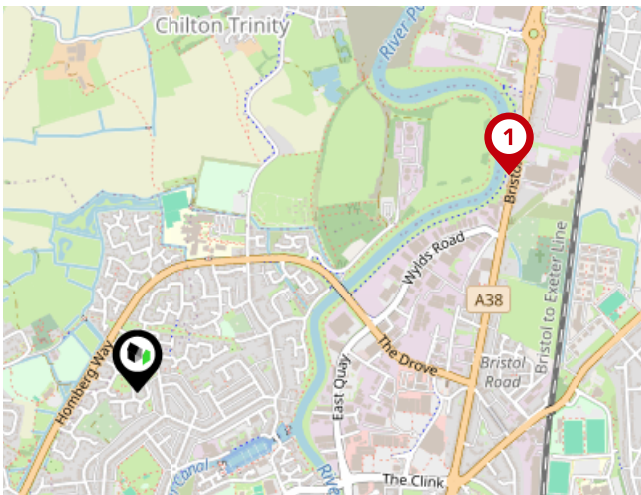 Chilton Trinity
River P
1
Bristol
Wylds Road
A38
Bristol to Exeter Line
Homberg Way
The Drove
Bristol
Road
East Quay
Canal
River
The Clink